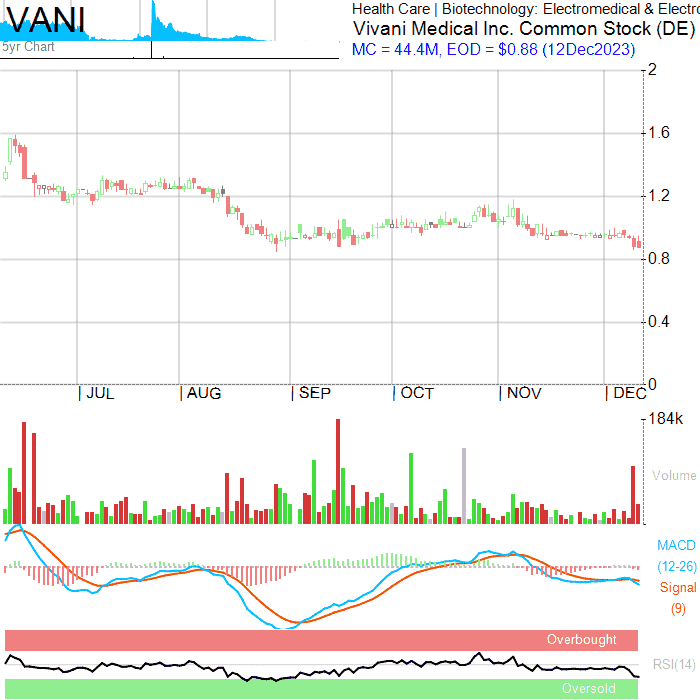 VANI
5yr Chart
Health Care | Biotechnology: Electromedical & Electro
Vivani Medical Inc. Common Stock (DE)
MC = 44.4M, EOD = $0.88 (12Dec2023)
2
1.6
1.2
0.8
0.4
0
| JUL | AUG | SEP | OCT | NOV | DEC
184k
Volume
MACD
(12-26)
Signal
(9)
Overbought
RSI(14)
Oversold